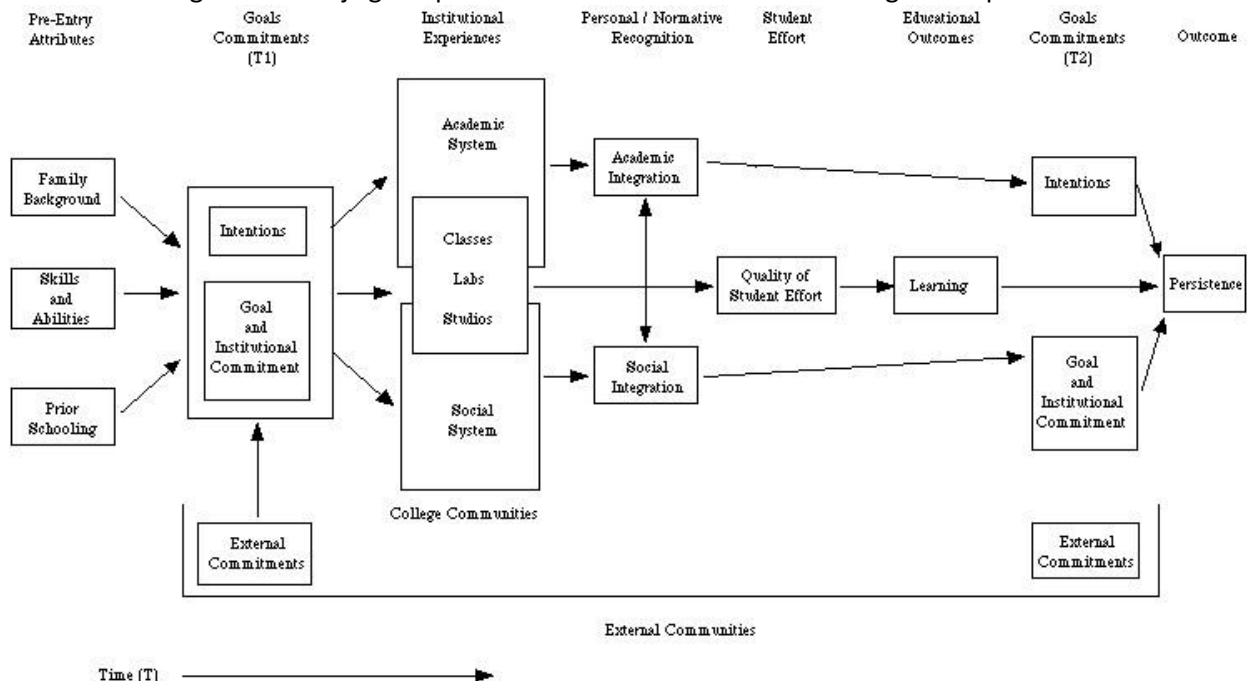 Pre-Entry
Attributes
Goals
Commitments
(T1)
Institutional
Experiences
Personal / Normative
Recognition
Student
Effort
Educational
Outcomes
Goals
Commitments
(T2)
Outcome
Family
Background
Skills
and
Abilities
Prior
Schooling
Intentions
Goal
and
Institutional
Commitment
External
Commitments
Academic
System
Classes
Labs
Studios
Social
System
College Communities
Academic
Integration
Social
Integration
Quality of
Student Effort
Learning
Intentions
Goal
and
Institutional
Commitment
External
Commitments
Persistence
External Communities
Time (T)